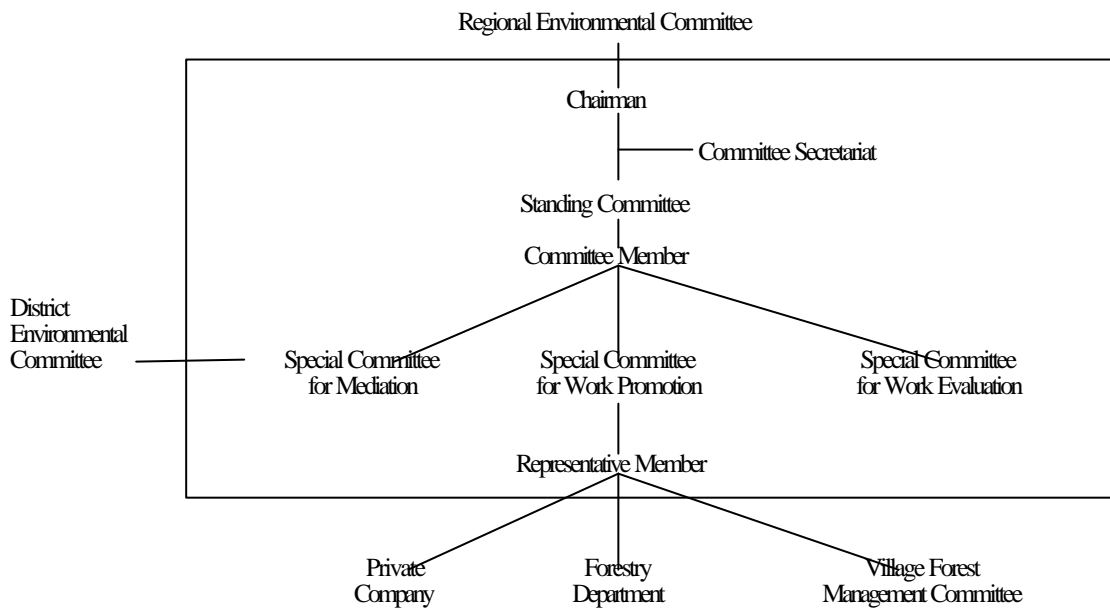 Regional Environmental Committee
Chairman
Committee Secretariat
Standing Committee
Committee Member
District
Environmental
Committee
Special Committee
for Mediation
Special Committee
for Work Promotion
Special Committee
for Work Evaluation
Representative Member
Private
Company
Forestry
Department
Village Forest
Management Committee